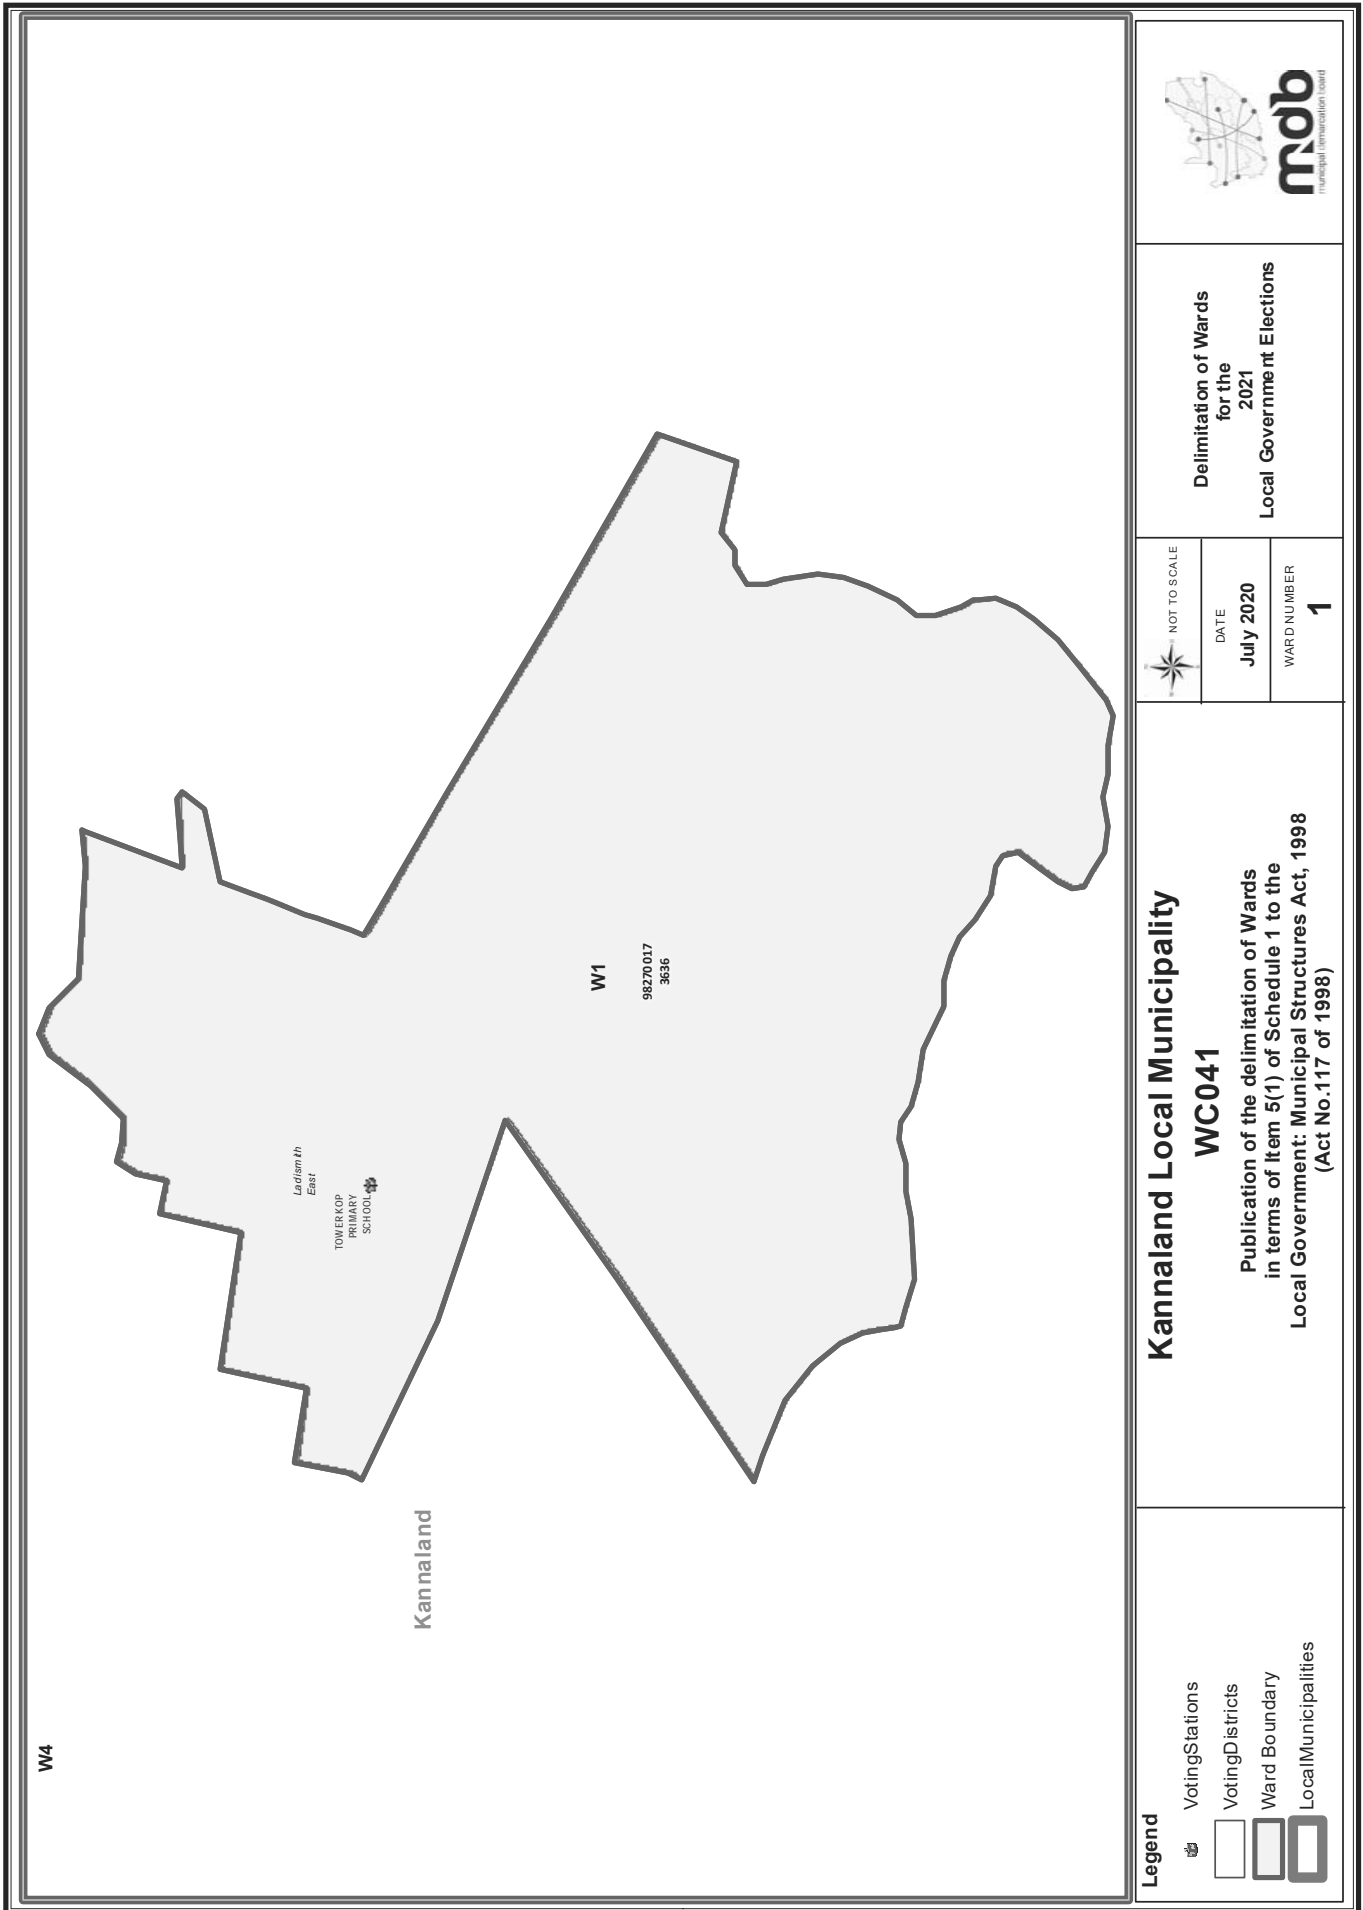 W4
Kannaland
Ladismith
East
TOWERKOP
PRIMARY
SCHOOL
W1
98270017
3636
Legend
VotingStations
VotingDistricts
Ward Boundary
LocalMunicipalities
Kannaland Local Municipality
WC041
Publication of the delimitation of Wards
in terms of Item 5(1) of Schedule 1 to the
Local Government: Municipal Structures Act, 1998
(Act No.117 of 1998)
NOT TO SCALE
DATE
July 2020
WARD NUMBER
1
Delimitation of Wards
for the
2021
Local Government Elections
mdb
municipal demarcation board